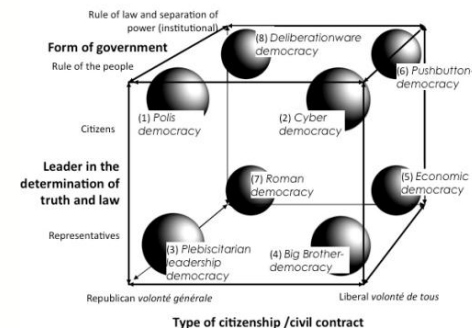 Rule of law and separation of
power (institutional)
Form of government
Rule of the people
(8) Deliberationware
democracy
(6) Pushbutton-
democracy
(1) Polis
democracy
(2) Cyber
democracy
Citizens
Leader in the
determination of
truth and law
(7) Roman
democracy
(5) Economic
democracy
Representatives
(3) Plebiscitarian
leadership
democracy
(4) Big Brother-
democracy
Republican volonté générale
Liberal volonté de tous
Type of citizenship /civil contract